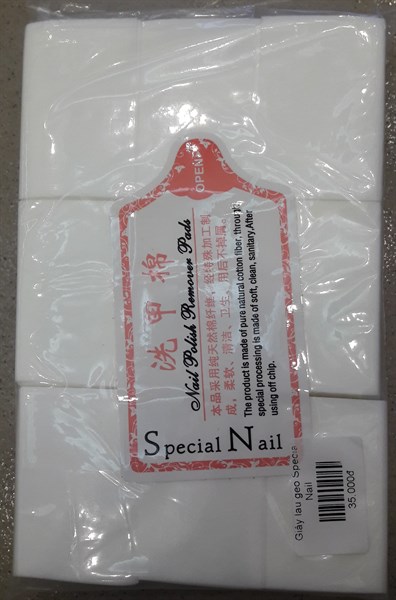 OPEN
洗甲棉
Nail Polish Remover Pads
本品采用纯天然棉纤维，经特殊加工制
成，柔软、清洁、卫生，用后不掉屑。
The product is made of pure natural cotton fiber, throu
special processing is made of soft, clean, sanitary,After
using off chip.
Special Nail
Giấy lau geo Specia
Nail
35.000đ